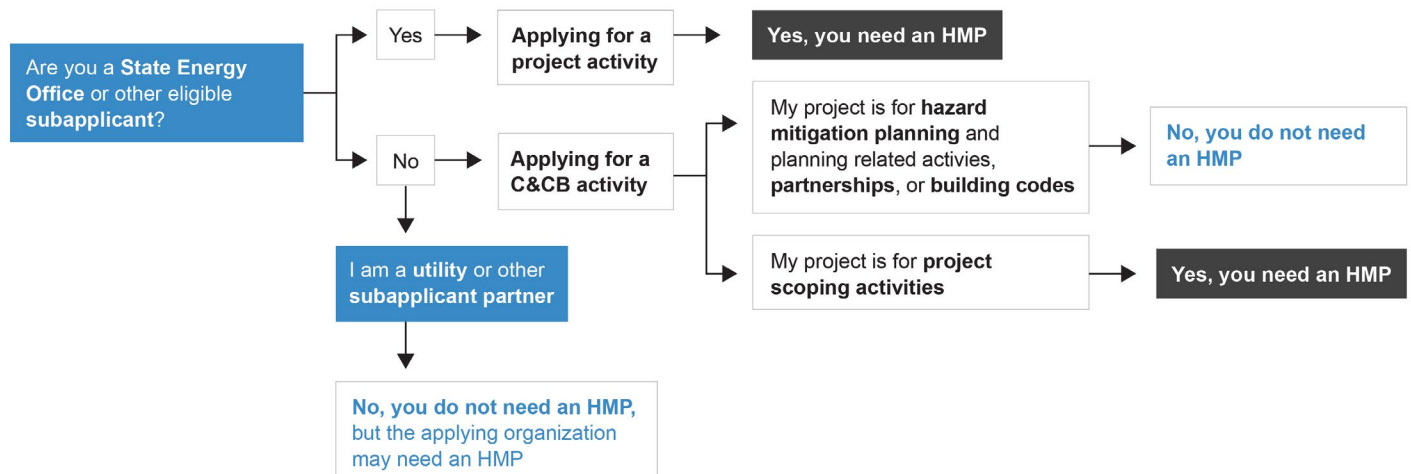 Are you a State Energy
Office or other eligible
subapplicant?
Yes
Applying for a
project activity
Yes, you need an HMP
No
Applying for a
C&CB activity
My project is for hazard
mitigation planning and
planning related activies,
partnerships, or building codes
No, you do not need
an HMP
My project is for project
scoping activities
Yes, you need an HMP
I am a utility or other
subapplicant partner
No, you do not need an HMP,
but the applying organization
may need an HMP